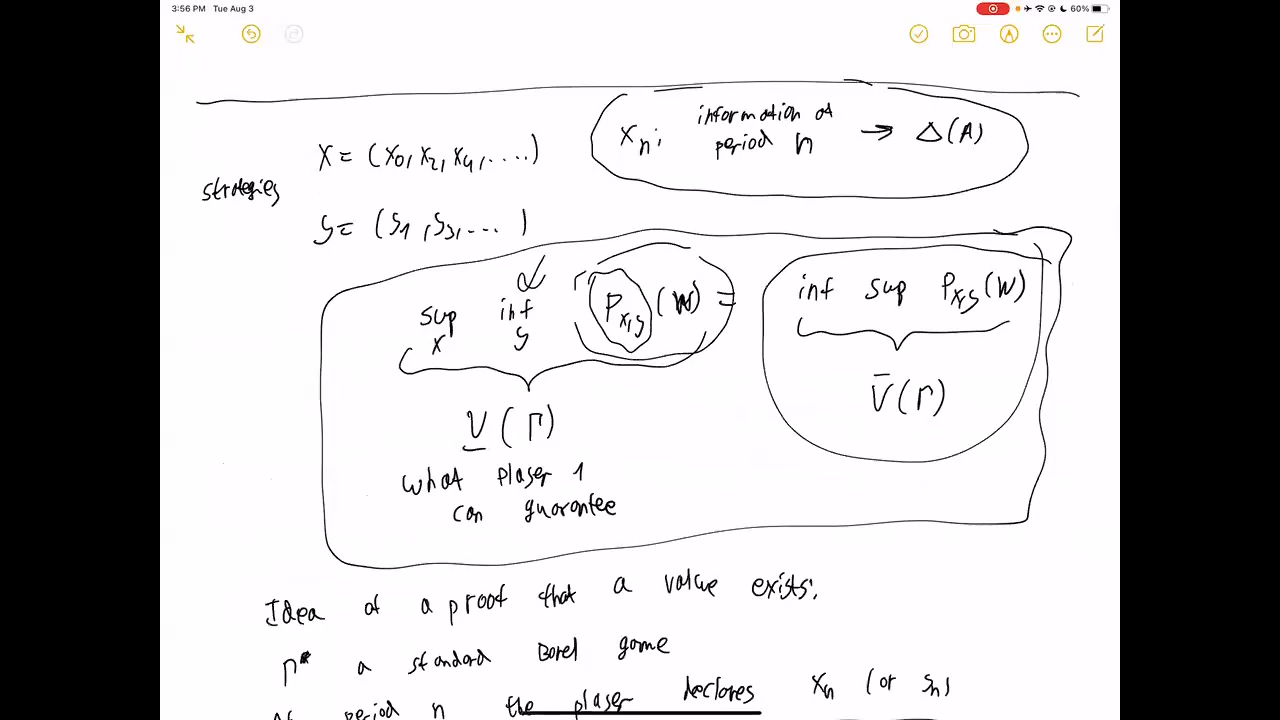 3:56 PM Tue Aug 3
60%
x = (x₀, x₂, x₄, ....)
xₙ: information at period n → Δ(A)
strategies
y = (y₁, y₃, ... )
sup x inf y P x,y (W) = inf sup P x,y (W)
V̲(Γ)
V̄(Γ)
what player 1
can guarantee
Idea of a proof that a value exists:
Γ* a standard Borel game
At period n the player declares xₙ (or yₙ)